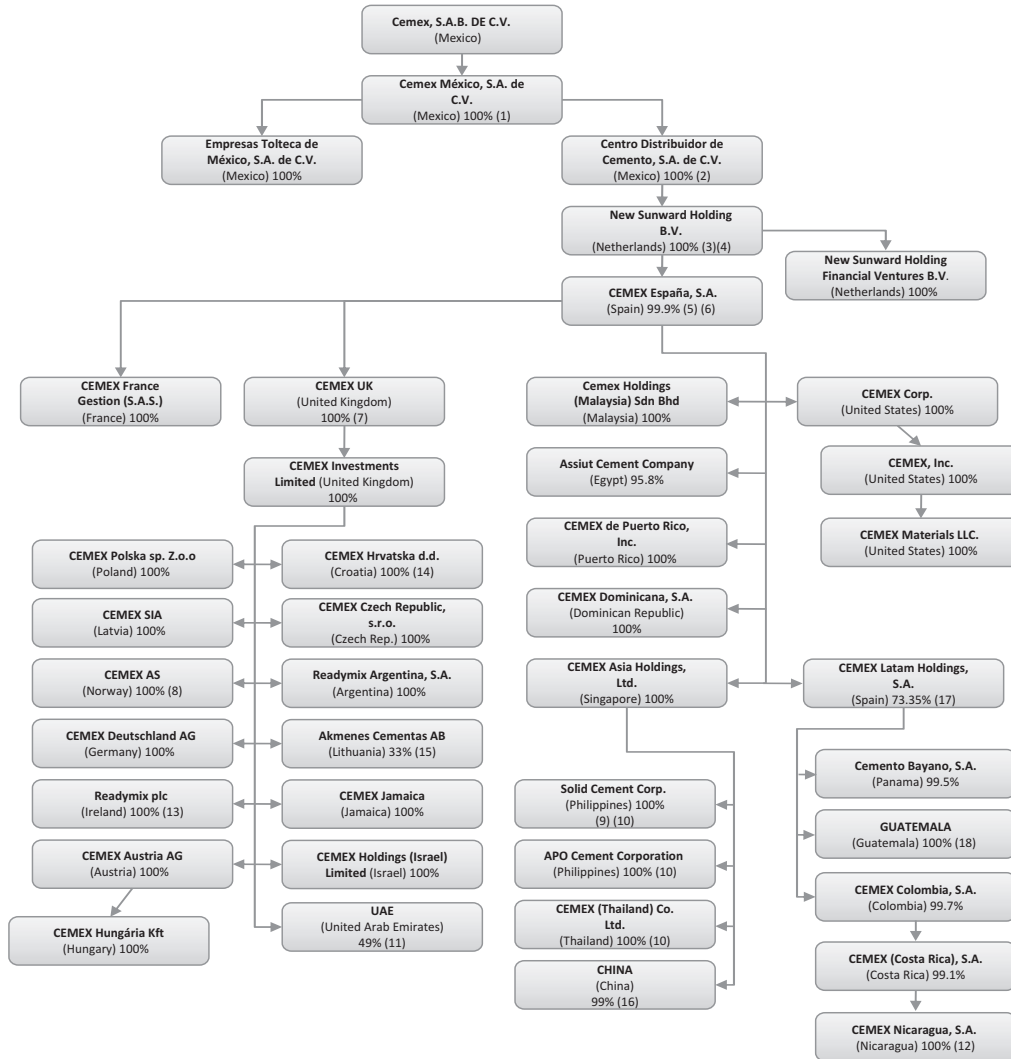 Cemex, S.A.B. DE C.V.
(Mexico)
Cemex México, S.A. de
C.V.
(Mexico) 100% (1)
Empresas Tolteca de
México, S.A. de C.V.
(Mexico) 100%
Centro Distribuidor de
Cemento, S.A. de C.V.
(Mexico) 100% (2)
New Sunward Holding
B.V.
(Netherlands) 100% (3)(4)
New Sunward Holding
Financial Ventures B.V.
(Netherlands) 100%
CEMEX España, S.A.
(Spain) 99.9% (5) (6)
CEMEX France
Gestion (S.A.S.)
(France) 100%
CEMEX UK
(United Kingdom)
100% (7)
CEMEX Investments
Limited (United Kingdom)
100%
CEMEX Polska sp. Z.o.o
(Poland) 100%
CEMEX Hrvatska d.d.
(Croatia) 100% (14)
CEMEX SIA
(Latvia) 100%
CEMEX Czech Republic,
s.r.o.
(Czech Rep.) 100%
CEMEX AS
(Norway) 100% (8)
Readymix Argentina, S.A.
(Argentina) 100%
CEMEX Deutschland AG
(Germany) 100%
Akmenes Cementas AB
(Lithuania) 33% (15)
Readymix plc
(Ireland) 100% (13)
CEMEX Jamaica
(Jamaica) 100%
CEMEX Austria AG
(Austria) 100%
CEMEX Holdings (Israel)
Limited (Israel) 100%
CEMEX Hungária Kft
(Hungary) 100%
UAE
(United Arab Emirates)
49% (11)
Cemex Holdings
(Malaysia) Sdn Bhd
(Malaysia) 100%
CEMEX Corp.
(United States) 100%
Assiut Cement Company
(Egypt) 95.8%
CEMEX, Inc.
(United States) 100%
CEMEX de Puerto Rico,
Inc.
(Puerto Rico) 100%
CEMEX Materials LLC.
(United States) 100%
CEMEX Dominicana, S.A.
(Dominican Republic)
100%
CEMEX Asia Holdings,
Ltd.
(Singapore) 100%
CEMEX Latam Holdings,
S.A.
(Spain) 73.35% (17)
Solid Cement Corp.
(Philippines) 100%
(9) (10)
APO Cement Corporation
(Philippines) 100% (10)
CEMEX (Thailand) Co.
Ltd.
(Thailand) 100% (10)
CHINA
(China)
99% (16)
Cemento Bayano, S.A.
(Panama) 99.5%
GUATEMALA
(Guatemala) 100% (18)
CEMEX Colombia, S.A.
(Colombia) 99.7%
CEMEX (Costa Rica), S.A.
(Costa Rica) 99.1%
CEMEX Nicaragua, S.A.
(Nicaragua) 100% (12)